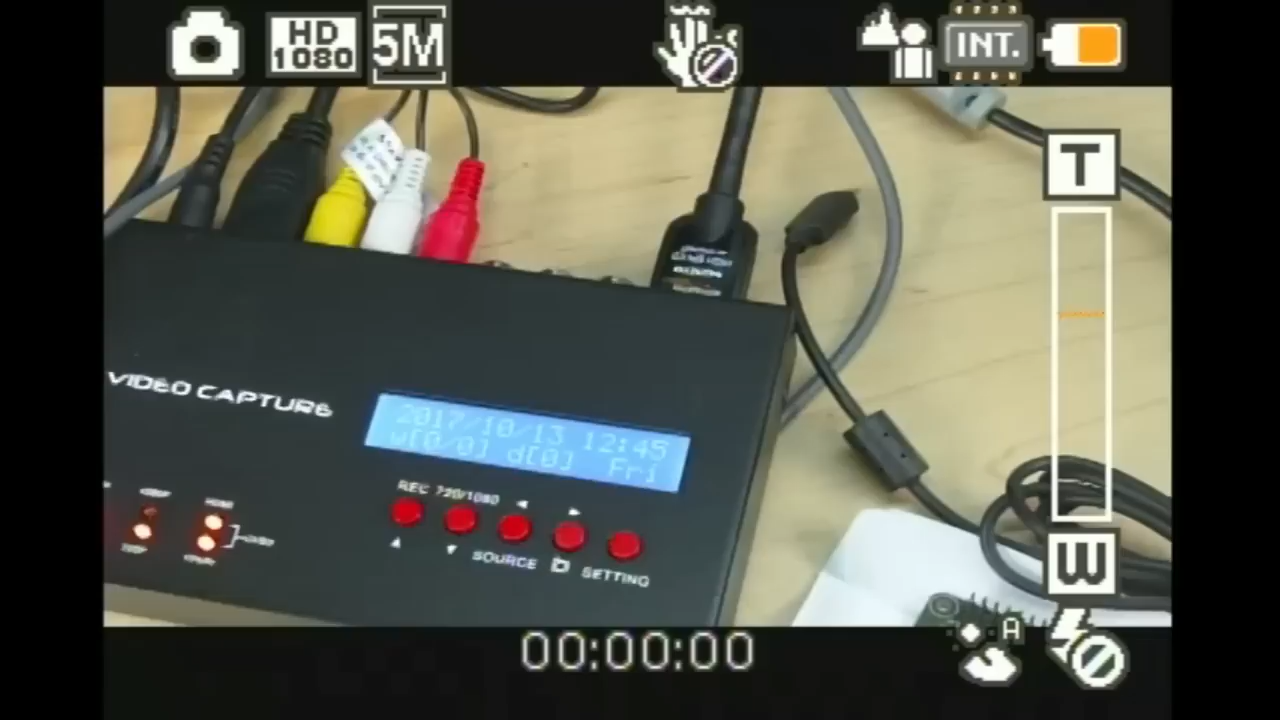 HD
1080
5M
INT.
T
VIDEO CAPTURE
2017/10/13 12:45
w[0/0] d[0] Fri
REC 720/1080
SOURCE SETTING
W
A
00:00:00